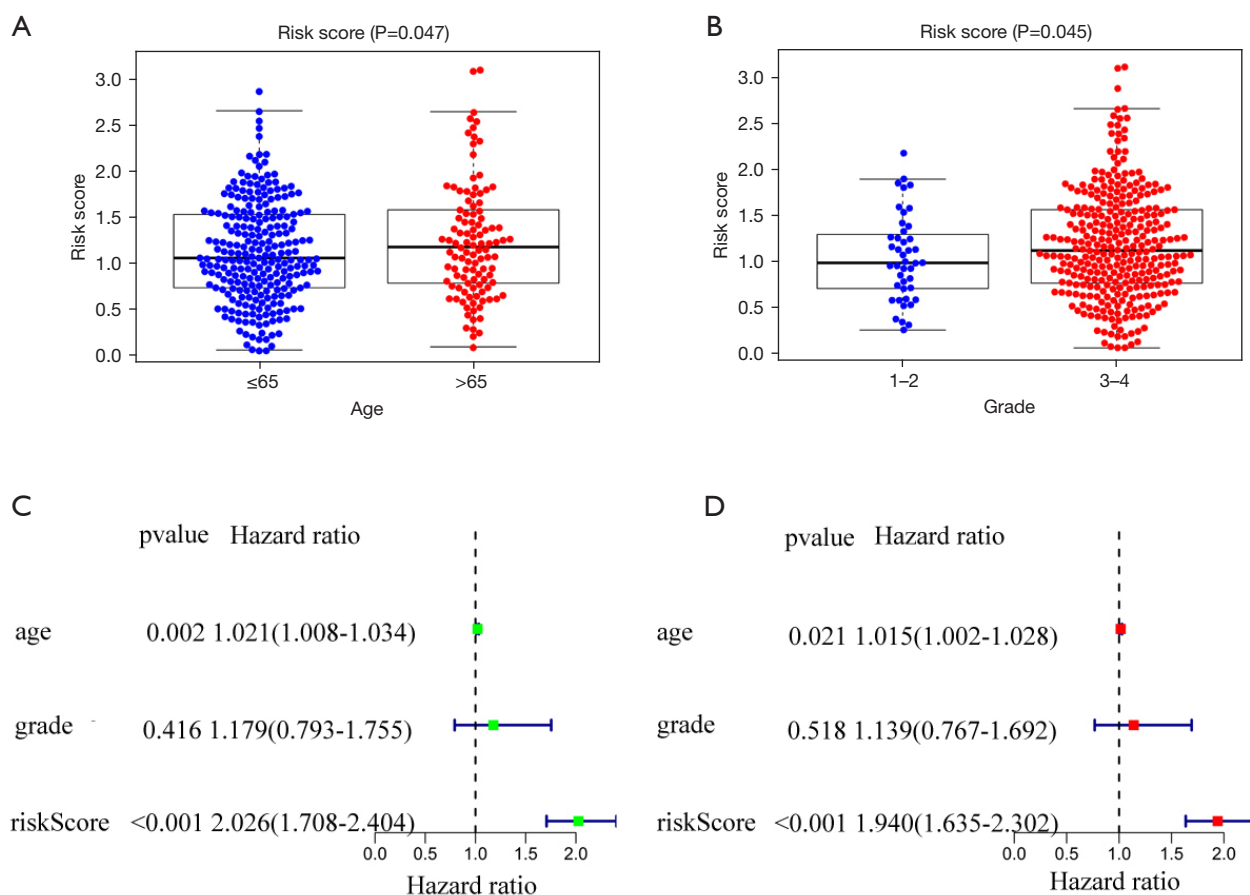 A
Risk score (P=0.047)
Risk score
3.0
2.5
2.0
1.5
1.0
0.5
0.0
≤65
>65
Age
B
Risk score (P=0.045)
Risk score
3.0
2.5
2.0
1.5
1.0
0.5
0.0
1–2
3–4
Grade
C
pvalue Hazard ratio
age 0.002 1.021(1.008-1.034)
grade 0.416 1.179(0.793-1.755)
riskScore <0.001 2.026(1.708-2.404)
0.0 0.5 1.0 1.5 2.0
Hazard ratio
D
pvalue Hazard ratio
age 0.021 1.015(1.002-1.028)
grade 0.518 1.139(0.767-1.692)
riskScore <0.001 1.940(1.635-2.302)
0.0 0.5 1.0 1.5 2.0
Hazard ratio